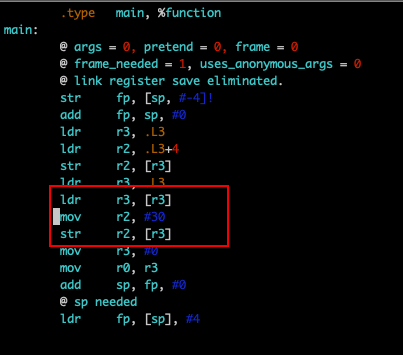 .type main, %function
main:
@ args = 0, pretend = 0, frame = 0
@ frame_needed = 1, uses_anonymous_args = 0
@ link register save eliminated.
str fp, [sp, #-4]!
add fp, sp, #0
ldr r3, .L3
ldr r2, .L3+4
str r2, [r3]
ldr r3, .L3
ldr r3, [r3]
mov r2, #30
str r2, [r3]
mov r3, #0
mov r0, r3
add sp, fp, #0
@ sp needed
ldr fp, [sp], #4